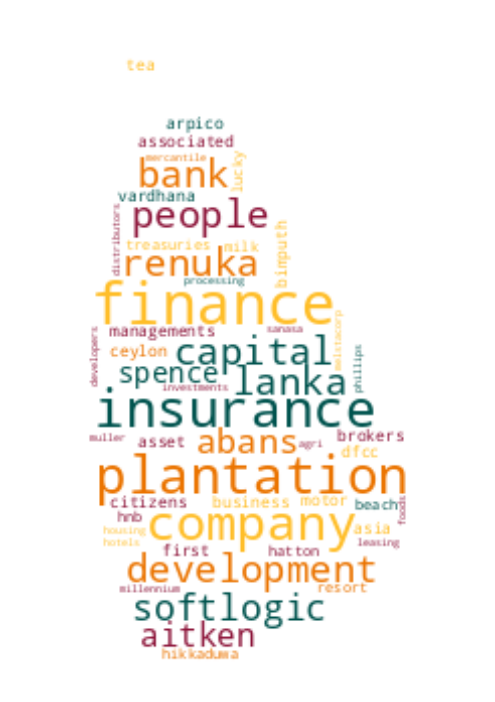 tea
arpico
associated
mercantile
bank
lucky
vardhana
people
distributors
treasuries milk
bimputh
renuka
processing
finance
managements
sanasa
melstacorp
developers
ceylon
capital
phillips
spence
lanka
investments
insurance
muller
asset
abans
agri
brokers
dfcc
plantation
citizens
business
motor
beach
foods
hnb
company
asia
housing
hotels
first
hatton
leasing
development
millennium
resort
softlogic
aitken
hikkaduwa